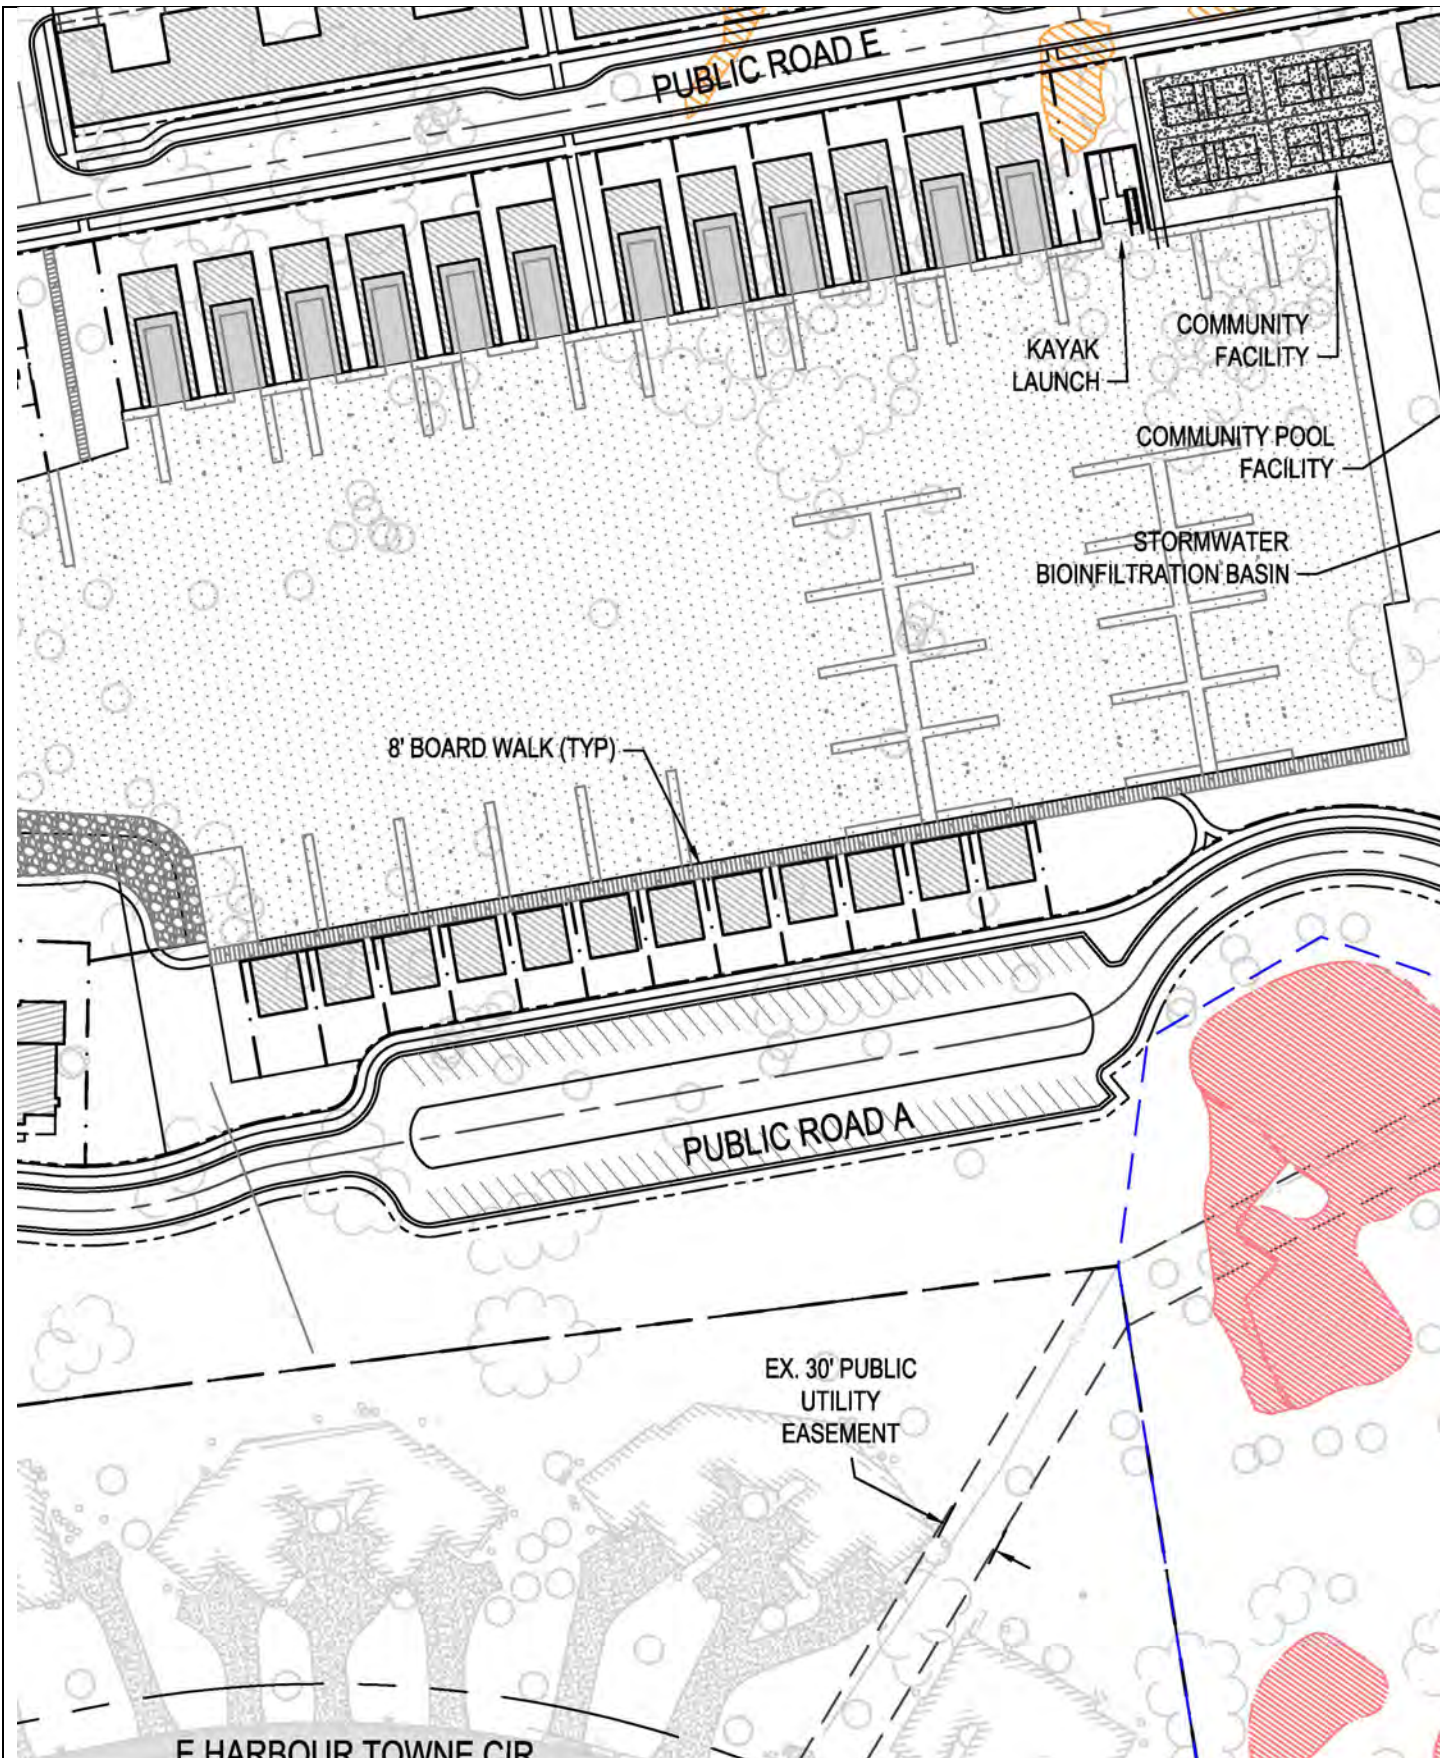 PUBLIC ROAD E
COMMUNITY
FACILITY
KAYAK
LAUNCH
COMMUNITY POOL
FACILITY
STORMWATER
BIOINFILTRATION BASIN
8' BOARD WALK (TYP)
PUBLIC ROAD A
EX. 30' PUBLIC
UTILITY
EASEMENT
E HARBOUR TOWNE CIR